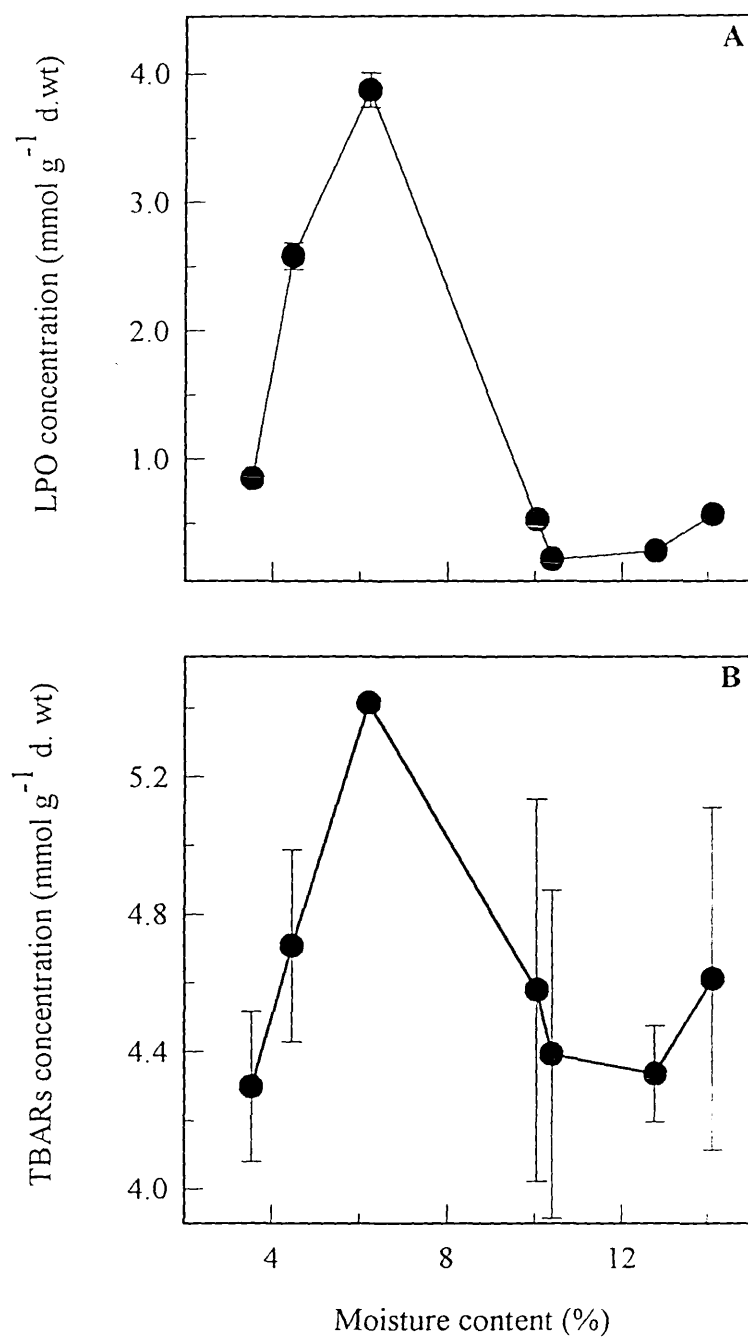 A
LPO concentration (mmol g⁻¹ d.wt)
4.0
3.0
2.0
1.0
B
TBARs concentration (mmol g⁻¹ d. wt)
5.2
4.8
4.4
4.0
4 8 12
Moisture content (%)